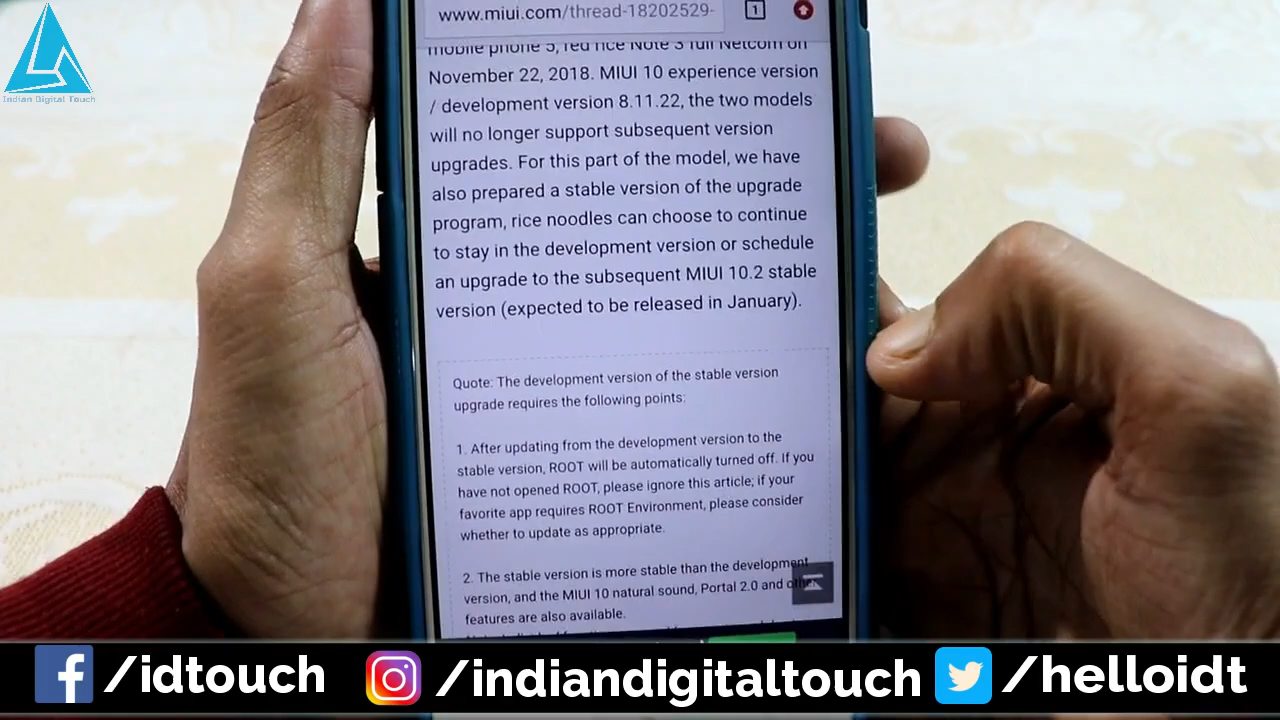 www.miui.com/thread-18202529-
1
Indian Digital Touch
mobile phone 5, red rice Note 3 full Netcom on
November 22, 2018. MIUI 10 experience version
/ development version 8.11.22, the two models
will no longer support subsequent version
upgrades. For this part of the model, we have
also prepared a stable version of the upgrade
program, rice noodles can choose to continue
to stay in the development version or schedule
an upgrade to the subsequent MIUI 10.2 stable
version (expected to be released in January).
Quote: The development version of the stable version
upgrade requires the following points:
1. After updating from the development version to the
stable version, ROOT will be automatically turned off. If you
have not opened ROOT, please ignore this article; if your
favorite app requires ROOT Environment, please consider
whether to update as appropriate.
2. The stable version is more stable than the development
version, and the MIUI 10 natural sound, Portal 2.0 and other
features are also available.
/idtouch
/indiandigitaltouch
/helloidt